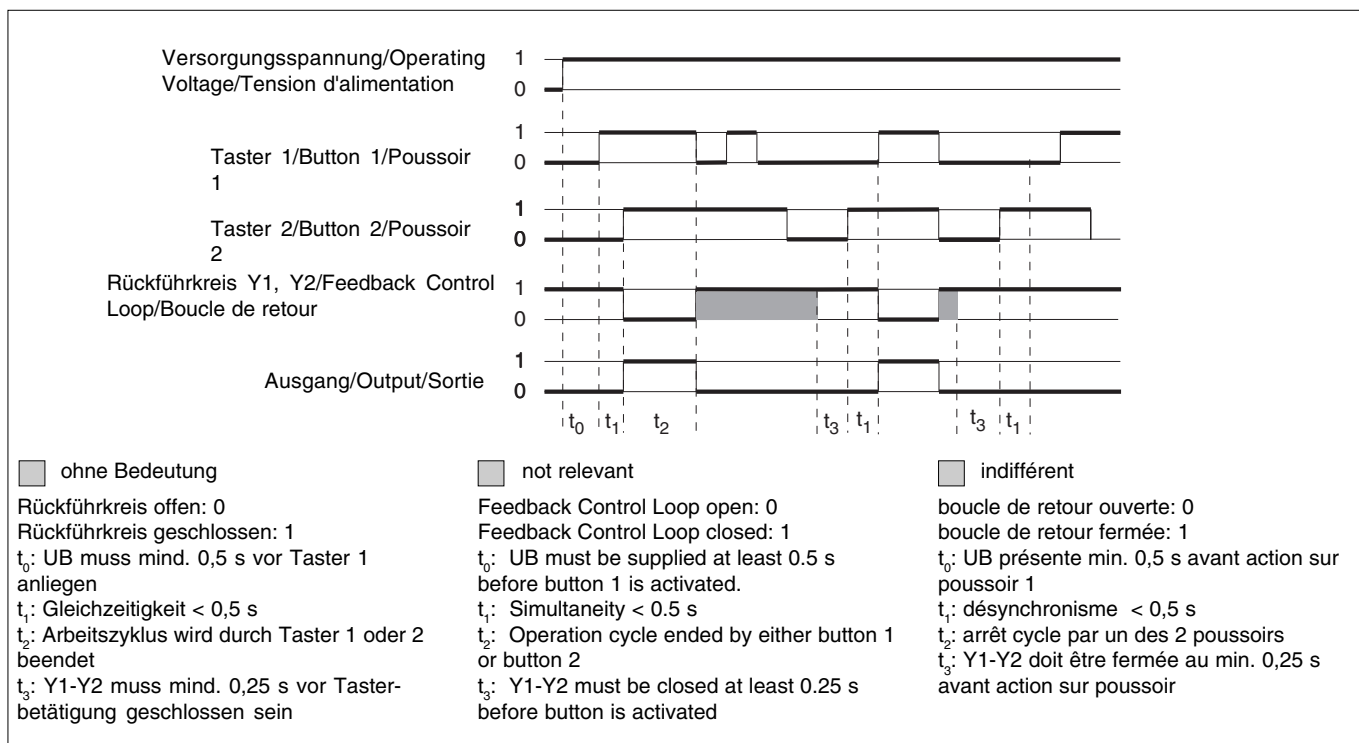 Versorgungsspannung/Operating
Voltage/Tension d'alimentation
1
0
Taster 1/Button 1/Poussoir
1
1
0
Taster 2/Button 2/Poussoir
2
1
0
Rückführkreis Y1, Y2/Feedback Control
Loop/Boucle de retour
1
0
Ausgang/Output/Sortie
1
0
t0 t1 t2 t3 t1 t3 t1
ohne Bedeutung
Rückführkreis offen: 0
Rückführkreis geschlossen: 1
t0: UB muss mind. 0,5 s vor Taster 1
anliegen
t1: Gleichzeitigkeit < 0,5 s
t2: Arbeitszyklus wird durch Taster 1 oder 2
beendet
t3: Y1-Y2 muss mind. 0,25 s vor Taster-
betätigung geschlossen sein
not relevant
Feedback Control Loop open: 0
Feedback Control Loop closed: 1
t0: UB must be supplied at least 0.5 s
before button 1 is activated.
t1: Simultaneity < 0.5 s
t2: Operation cycle ended by either button 1
or button 2
t3: Y1-Y2 must be closed at least 0.25 s
before button is activated
indifférent
boucle de retour ouverte: 0
boucle de retour fermée: 1
t0: UB présente min. 0,5 s avant action sur
poussoir 1
t1: désynchronisme < 0,5 s
t2: arrêt cycle par un des 2 poussoirs
t3: Y1-Y2 doit être fermée au min. 0,25 s
avant action sur poussoir